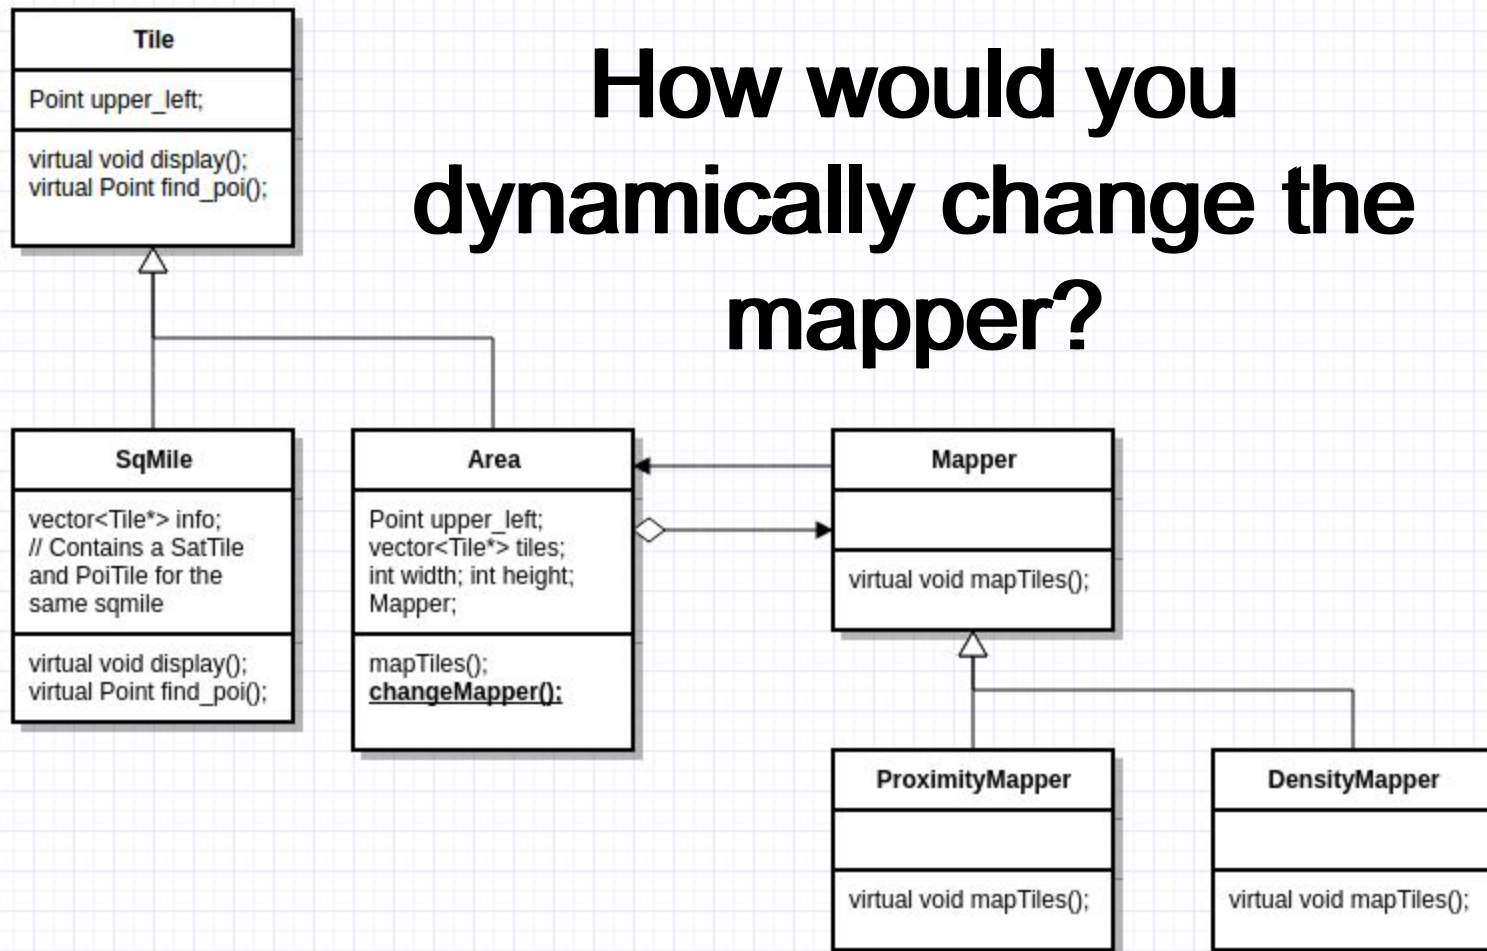 Tile
Point upper_left;
virtual void display();
virtual Point find_poi();
How would you
dynamically change the
mapper?
SqMile
vector<Tile*> info;
// Contains a SatTile
and PoiTile for the
same sqmile
virtual void display();
virtual Point find_poi();
Area
Point upper_left;
vector<Tile*> tiles;
int width; int height;
Mapper;
mapTiles();
changeMapper();
Mapper
virtual void mapTiles();
ProximityMapper
virtual void mapTiles();
DensityMapper
virtual void mapTiles();